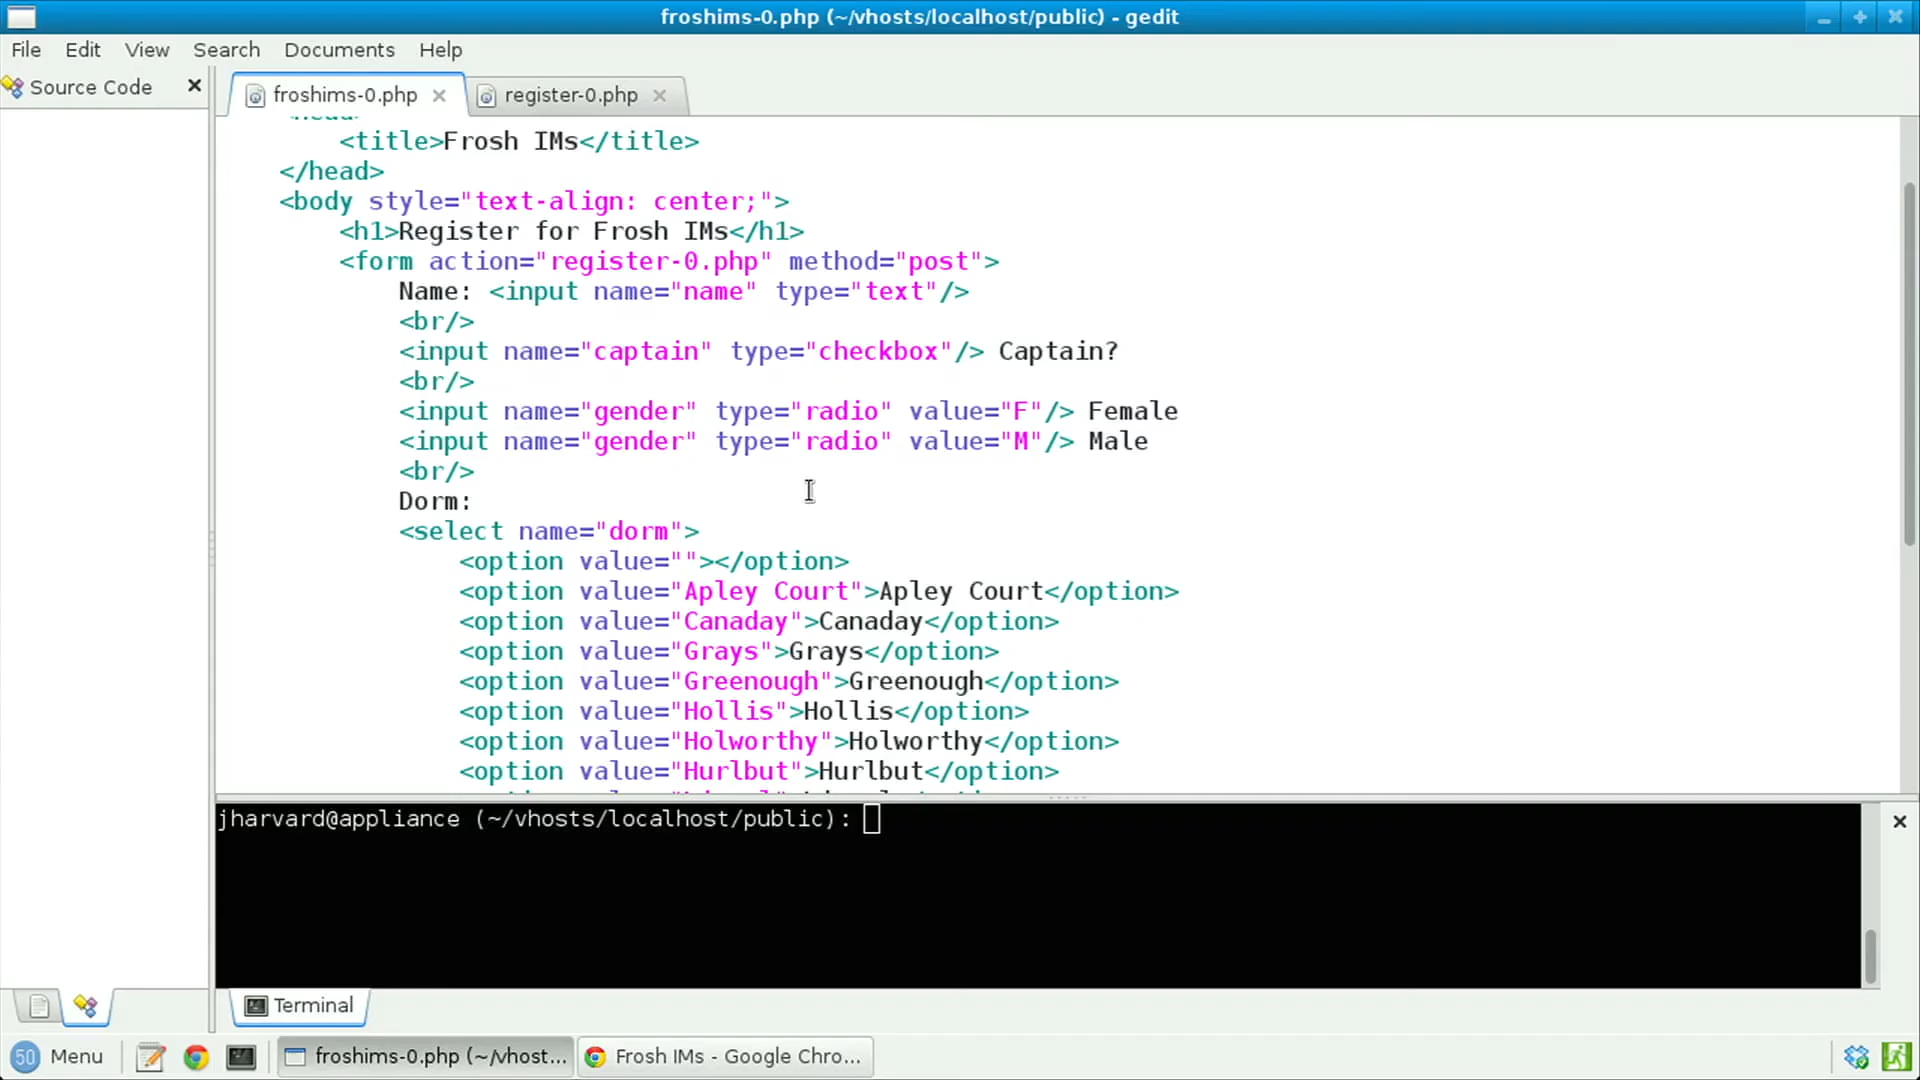 froshims-0.php (~/vhosts/localhost/public) - gedit
File Edit View Search Documents Help
Source Code
froshims-0.php
register-0.php
<title>Frosh IMs</title>
</head>
<body style="text-align: center;">
<h1>Register for Frosh IMs</h1>
<form action="register-0.php" method="post">
Name: <input name="name" type="text"/>
<br/>
<input name="captain" type="checkbox"/> Captain?
<br/>
<input name="gender" type="radio" value="F"/> Female
<input name="gender" type="radio" value="M"/> Male
<br/>
Dorm:
<select name="dorm">
<option value=""></option>
<option value="Apley Court">Apley Court</option>
<option value="Canaday">Canaday</option>
<option value="Grays">Grays</option>
<option value="Greenough">Greenough</option>
<option value="Hollis">Hollis</option>
<option value="Holworthy">Holworthy</option>
<option value="Hurlbut">Hurlbut</option>
jharvard@appliance (~/vhosts/localhost/public):
Terminal
50 Menu
froshims-0.php (~/vhost...
Frosh IMs - Google Chro...